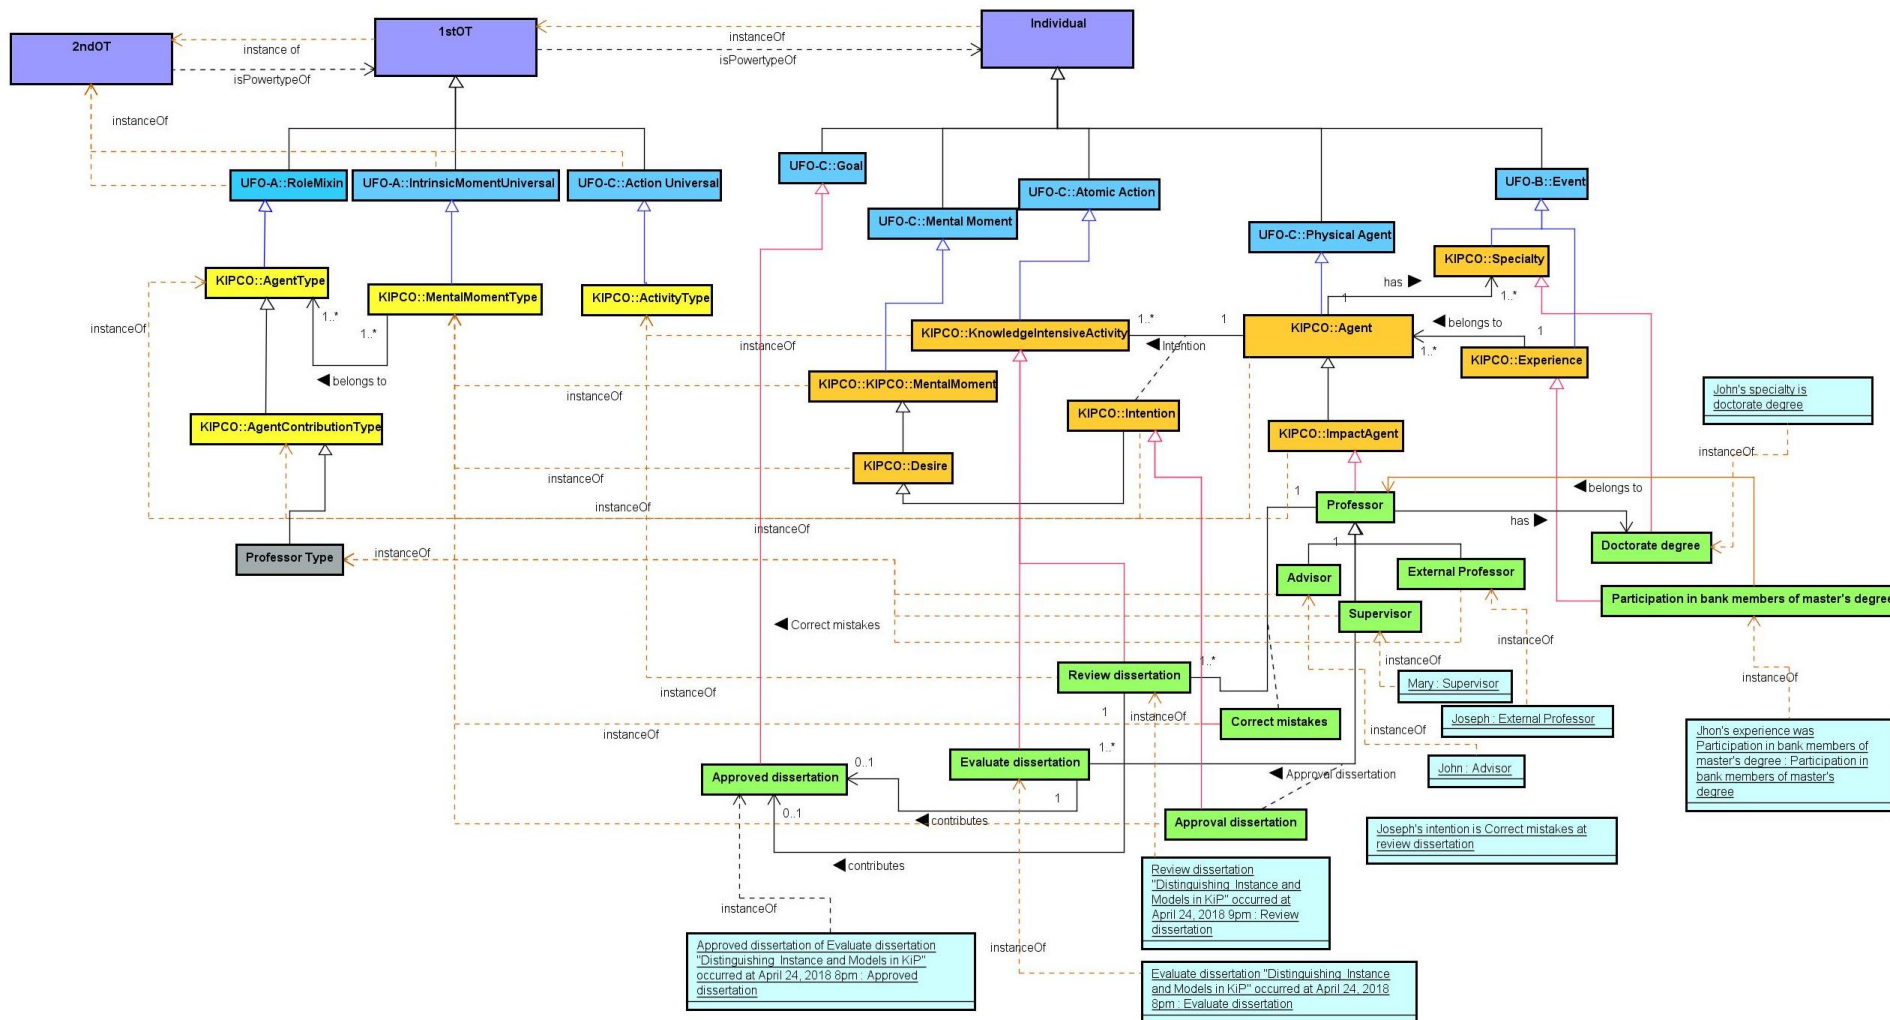 2ndOT
1stOT
Individual
instance of
isPowertypeOf
instanceOf
isPowertypeOf
instanceOf
UFO-A::RoleMixin
UFO-A::IntrinsicMomentUniversal
UFO-C::Action Universal
UFO-C::Goal
UFO-C::Mental Moment
UFO-C::Atomic Action
UFO-C::Physical Agent
UFO-B::Event
KIPCO::AgentType
KIPCO::MentalMomentType
KIPCO::ActivityType
KIPCO::Specialty
has
1
1..*
1..*
1..*
belongs to
instanceOf
KIPCO::KnowledgeIntensiveActivity
instanceOf
1..*
1
Intention
KIPCO::Agent
belongs to
1
1..*
KIPCO::Experience
KIPCO::KIPCO::MentalMoment
instanceOf
KIPCO::Intention
KIPCO::AgentContributionType
KIPCO::ImpactAgent
KIPCO::Desire
instanceOf
John's specialty is
doctorate degree
instanceOf
instanceOf
instanceOf
1
Professor
belongs to
has
Doctorate degree
1
Professor Type
instanceOf
Advisor
External Professor
Supervisor
Participation in bank members of master's degree
Correct mistakes
instanceOf
instanceOf
instanceOf
Review dissertation
1..*
instanceOf
Mary : Supervisor
Joseph : External Professor
instanceOf
John : Advisor
1
instanceOf
instanceOf
Correct mistakes
Jhon's experience was
Participation in bank members of
master's degree : Participation in
bank members of master's
degree
Approved dissertation
0..1
Evaluate dissertation
1..*
Approval dissertation
1
0..1
contributes
Approval dissertation
contributes
Joseph's intention is Correct mistakes at
review dissertation
Review dissertation
"Distinguishing Instance and
Models in KiP" occurred at
April 24, 2018 9pm : Review
dissertation
instanceOf
Approved dissertation of Evaluate dissertation
"Distinguishing Instance and Models in KiP"
occurred at April 24, 2018 8pm : Approved
dissertation
instanceOf
Evaluate dissertation "Distinguishing Instance
and Models in KiP" occurred at April 24, 2018
8pm : Evaluate dissertation